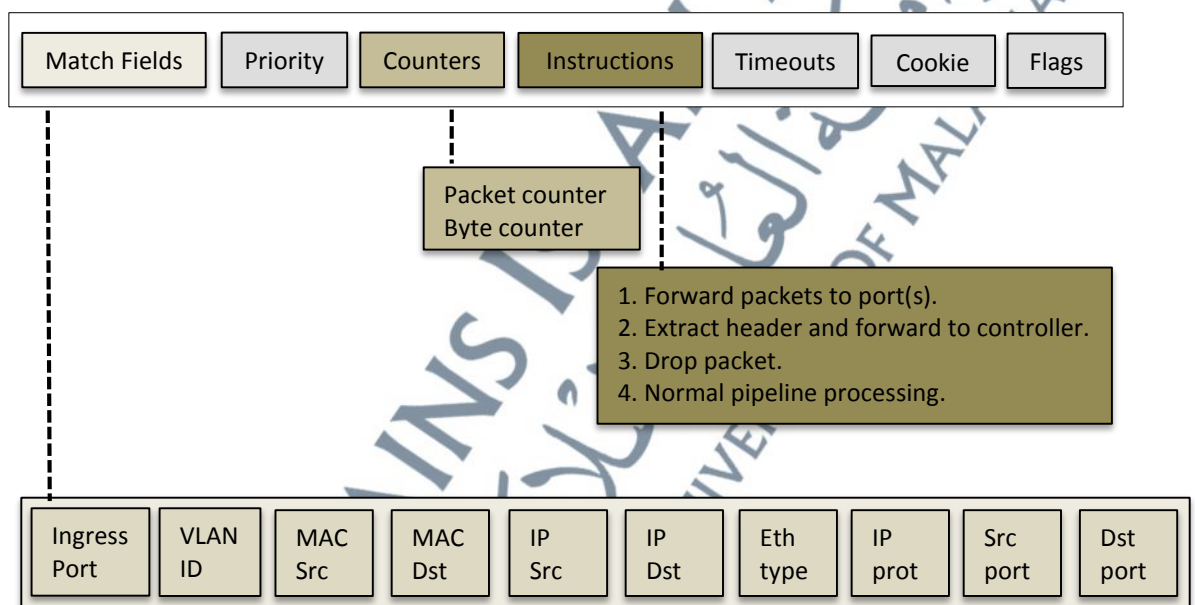 Match Fields
Priority
Counters
Instructions
Timeouts
Cookie
Flags
Packet counter
Byte counter
1. Forward packets to port(s).
2. Extract header and forward to controller.
3. Drop packet.
4. Normal pipeline processing.
Ingress
Port
VLAN
ID
MAC
Src
MAC
Dst
IP
Src
IP
Dst
Eth
type
IP
prot
Src
port
Dst
port